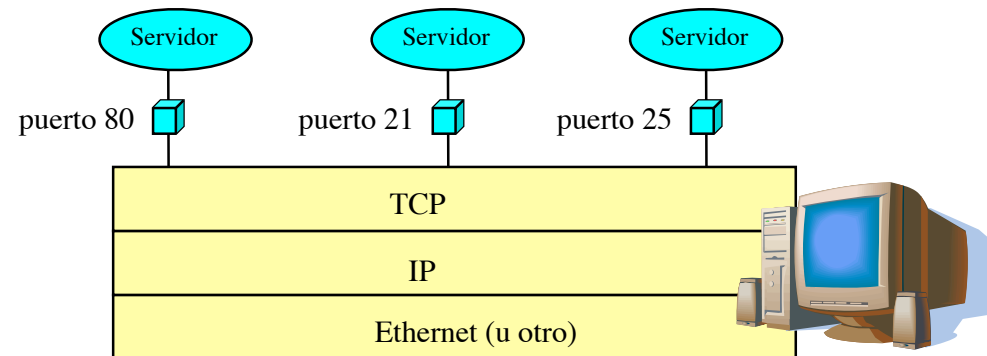 Servidor
Servidor
Servidor
puerto 80
puerto 21
puerto 25
TCP
IP
Ethernet (u otro)